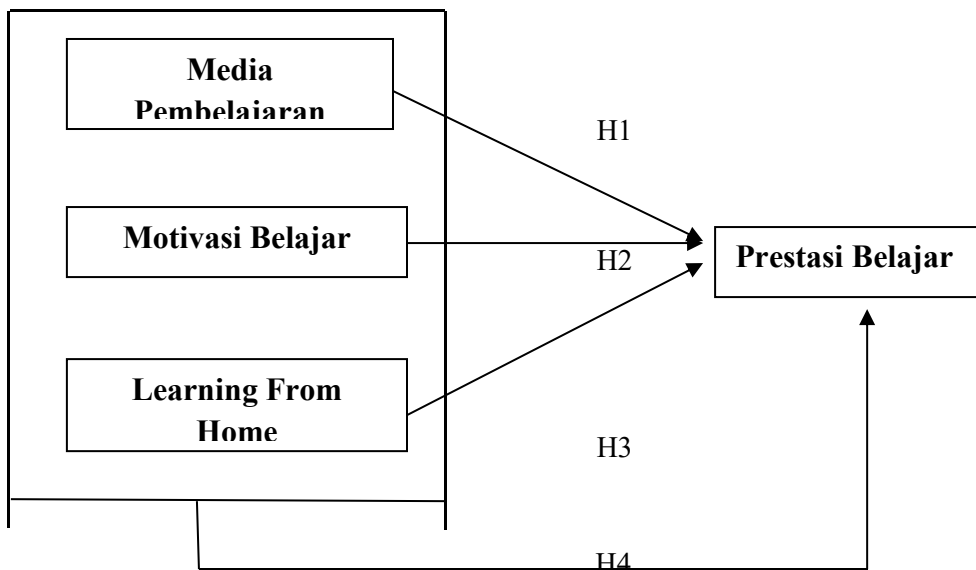 Media
Pembelajaran
H1
Motivasi Belajar
H2
Prestasi Belajar
Learning From
Home
H3
H4